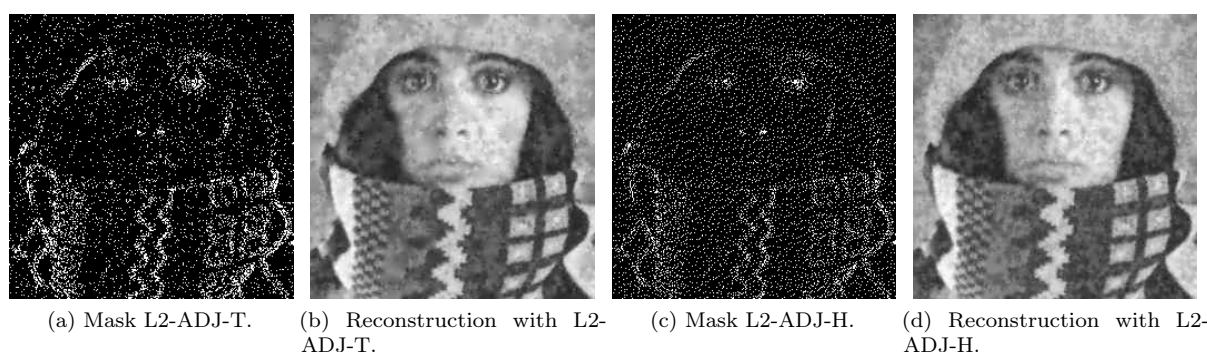 (a) Mask L2-ADJ-T.
(b) Reconstruction with L2-
ADJ-T.
(c) Mask L2-ADJ-H.
(d) Reconstruction with L2-
ADJ-H.